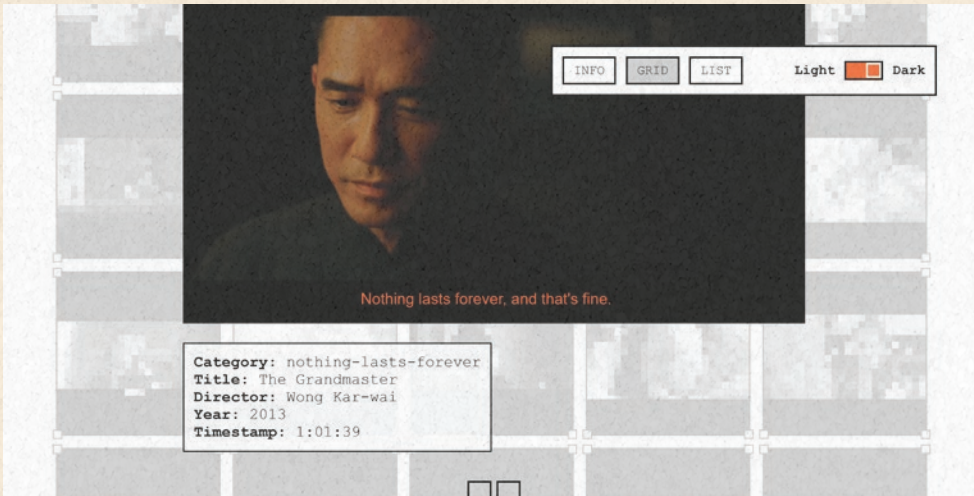 INFO GRID LIST Light Dark
Nothing lasts forever, and that's fine.
Category: nothing-lasts-forever
Title: The Grandmaster
Director: Wong Kar-wai
Year: 2013
Timestamp: 1:01:39